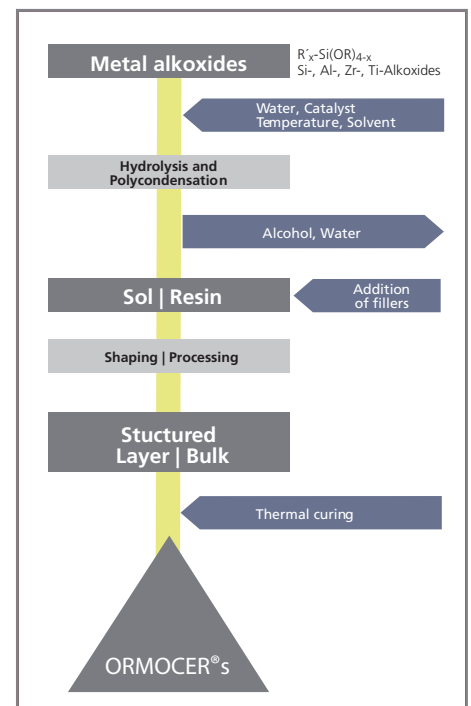 Metal alkoxides
R´x-Si(OR)4-x
Si-, Al-, Zr-, Ti-Alkoxides
Water, Catalyst
Temperature, Solvent
Hydrolysis and
Polycondensation
Alcohol, Water
Sol | Resin
Addition
of fillers
Shaping | Processing
Stuctured
Layer | Bulk
Thermal curing
ORMOCER®s